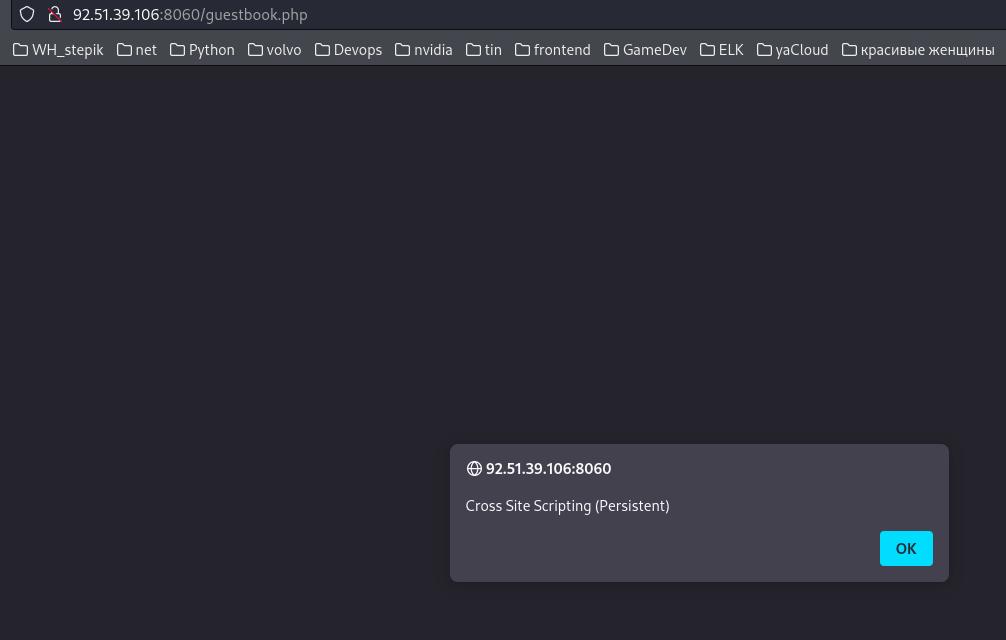 92.51.39.106:8060/guestbook.php
WH_stepik net Python volvo Devops nvidia tin frontend GameDev ELK yaCloud красивые женщины
92.51.39.106:8060
Cross Site Scripting (Persistent)
OK